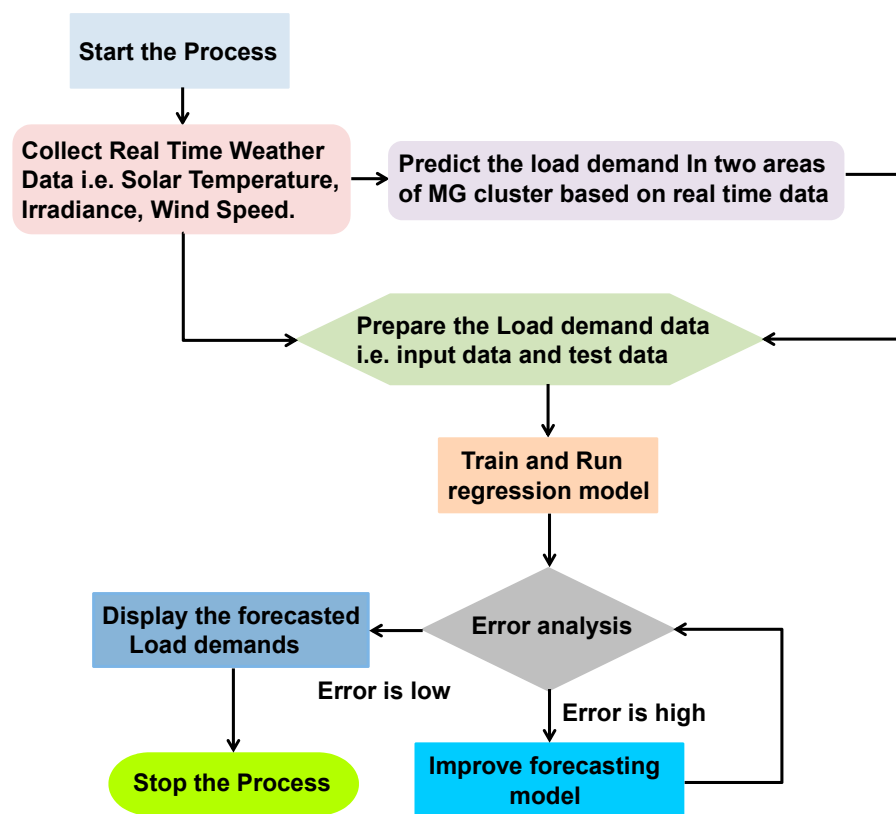 Start the Process
Collect Real Time Weather
Data i.e. Solar Temperature,
Irradiance, Wind Speed.
Predict the load demand In two areas
of MG cluster based on real time data
Prepare the Load demand data
i.e. input data and test data
Train and Run
regression model
Error analysis
Display the forecasted
Load demands
Error is low
Error is high
Stop the Process
Improve forecasting
model